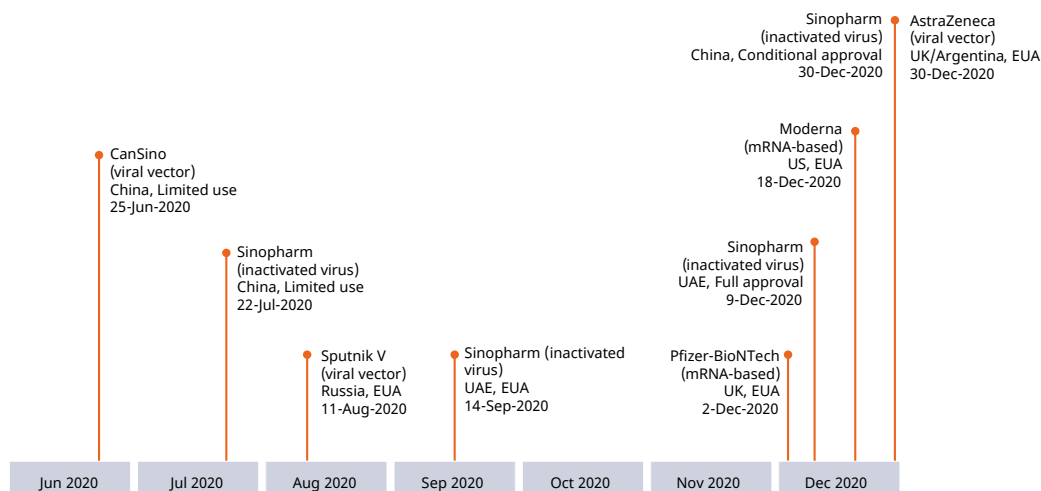 Sinopharm
(inactivated virus)
China, Conditional approval
30-Dec-2020
AstraZeneca
(viral vector)
UK/Argentina, EUA
30-Dec-2020
Moderna
(mRNA-based)
US, EUA
18-Dec-2020
CanSino
(viral vector)
China, Limited use
25-Jun-2020
Sinopharm
(inactivated virus)
China, Limited use
22-Jul-2020
Sinopharm
(inactivated virus)
UAE, Full approval
9-Dec-2020
Sputnik V
(viral vector)
Russia, EUA
11-Aug-2020
Sinopharm (inactivated
virus)
UAE, EUA
14-Sep-2020
Pfizer-BioNTech
(mRNA-based)
UK, EUA
2-Dec-2020
Jun 2020
Jul 2020
Aug 2020
Sep 2020
Oct 2020
Nov 2020
Dec 2020